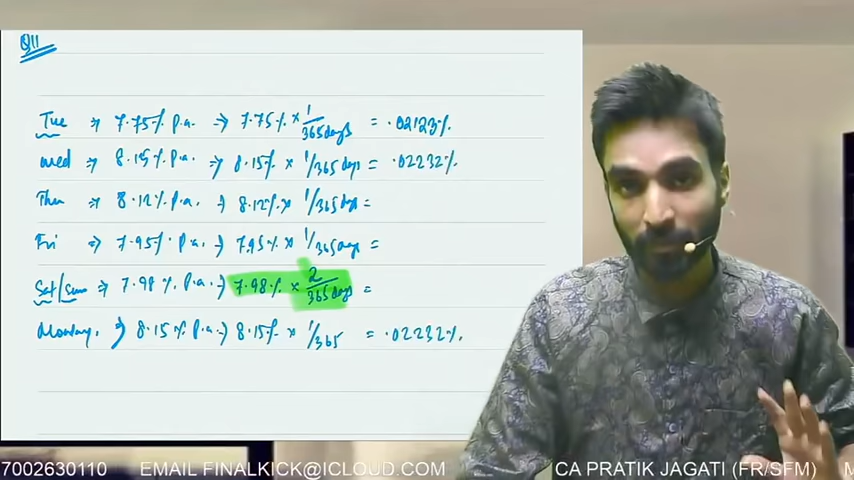 Q11
Tue → 7.75% p.a. → 7.75% × 1/365 days = .02123%.
Wed → 8.15% p.a. → 8.15% × 1/365 days = .02232%.
Thu → 8.12% p.a. → 8.12% × 1/365 days =
Fri → 7.95% p.a. → 7.95% × 1/365 days =
Sat/Sun → 7.98% p.a. → 7.98% × 2/365 days =
Monday. → 8.15% p.a. → 8.15% × 1/365 = .02232%.
7002630110 EMAIL FINALKICK@ICLOUD.COM CA PRATIK JAGATI (FR/SFM) M